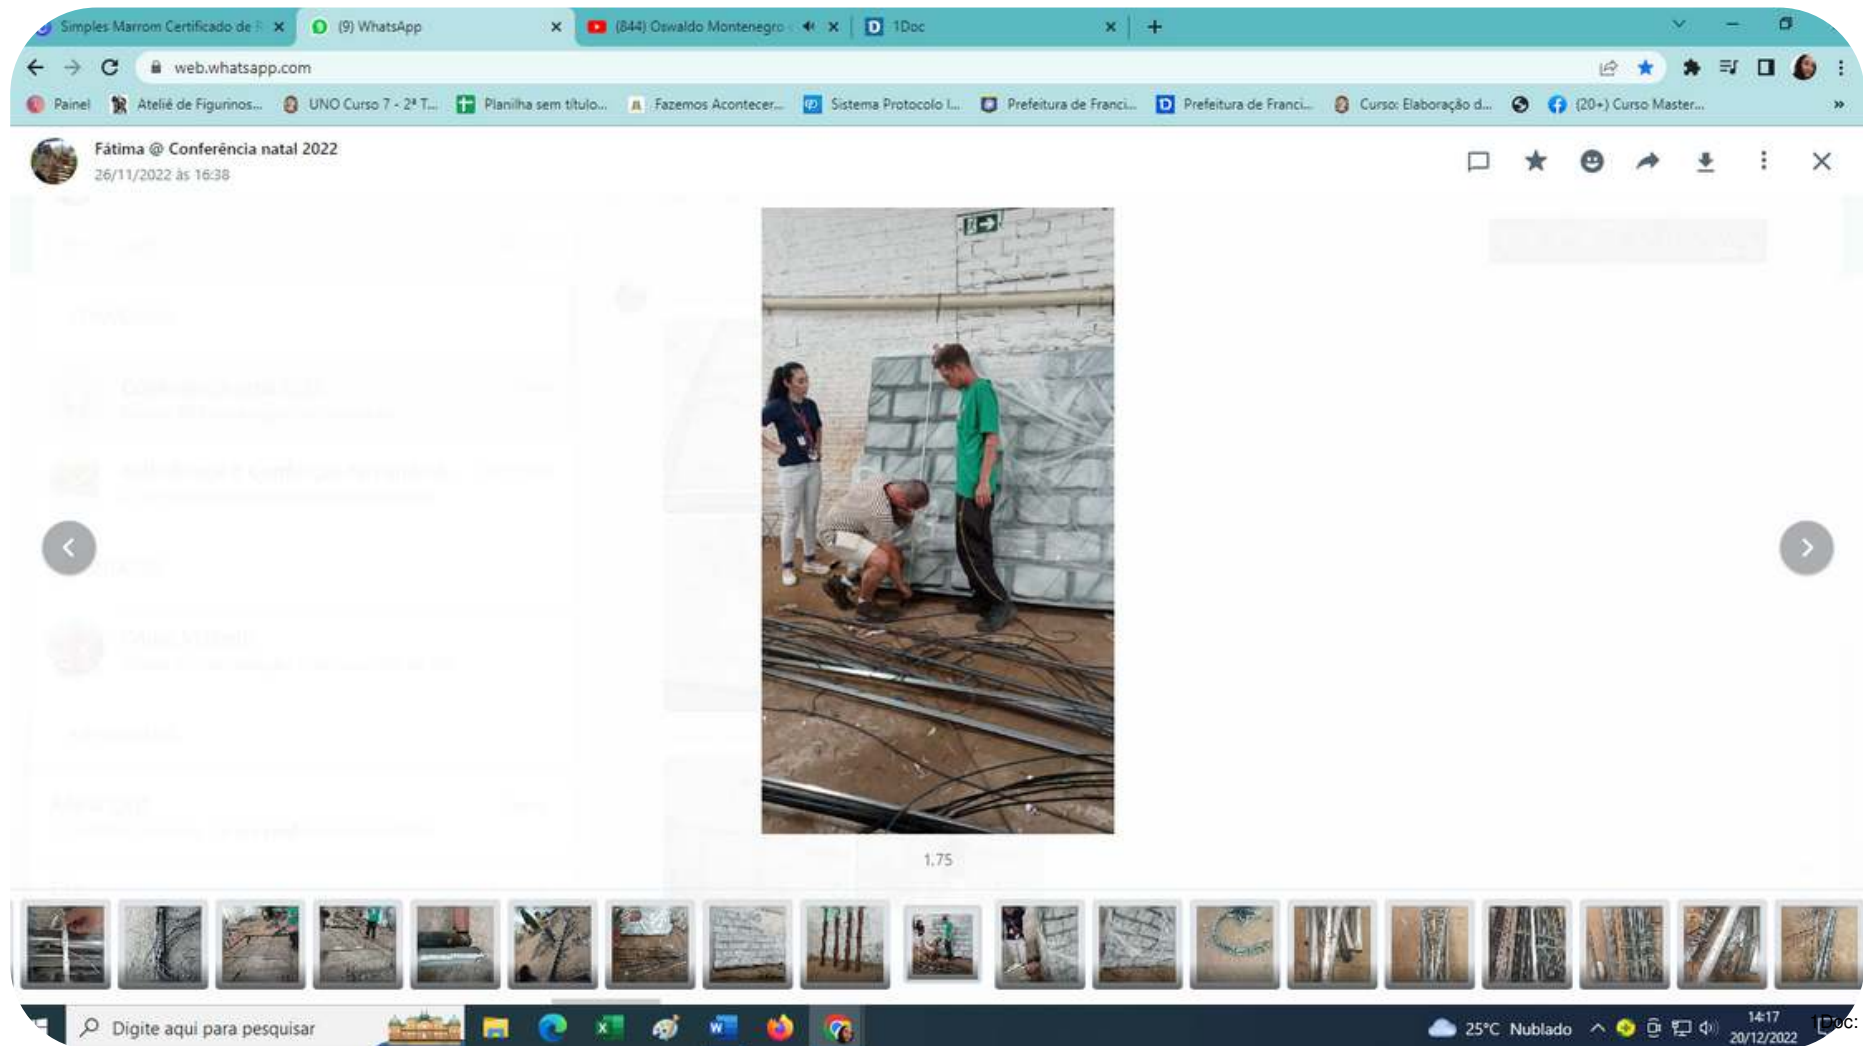 Simples Marrom Certificado de F
(9) WhatsApp
(844) Oswaldo Montenegro
1Doc
web.whatsapp.com
Painel
Ateliê de Figurinos...
UNO Curso 7 - 2ª T...
Planilha sem título...
Fazemos Acontecer...
Sistema Protocolo I...
Prefeitura de Franci...
Prefeitura de Franci...
Curso: Elaboração d...
(20+) Curso Master...
Fátima @ Conferência natal 2022
26/11/2022 às 16:38
1.75
Digite aqui para pesquisar
25°C Nublado
14:17
20/12/2022
1Doc: